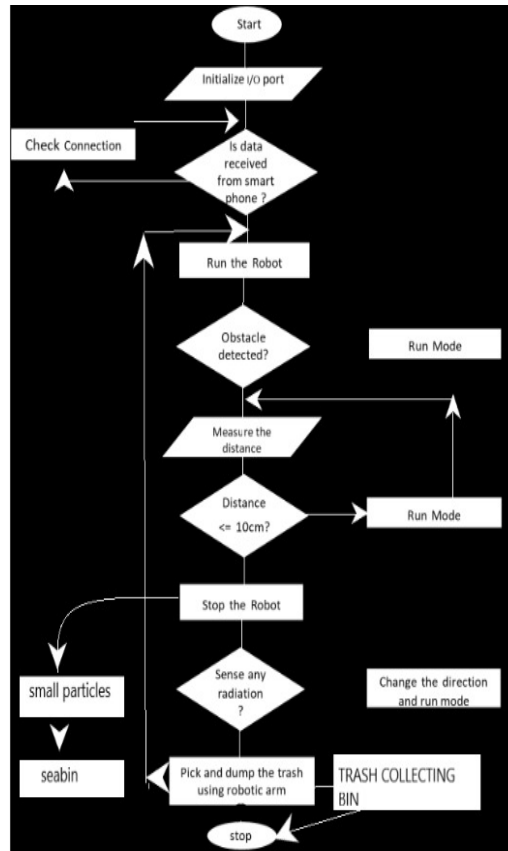 Start
Initialize I/O port
Check Connection
Is data
received
from smart
phone ?
Run the Robot
Obstacle
detected?
Run Mode
Measure the
distance
Distance
<= 10cm?
Run Mode
Stop the Robot
small particles
Sense any
radiation
?
Change the direction
and run mode
seabin
Pick and dump the trash
using robotic arm
TRASH COLLECTING
BIN
stop